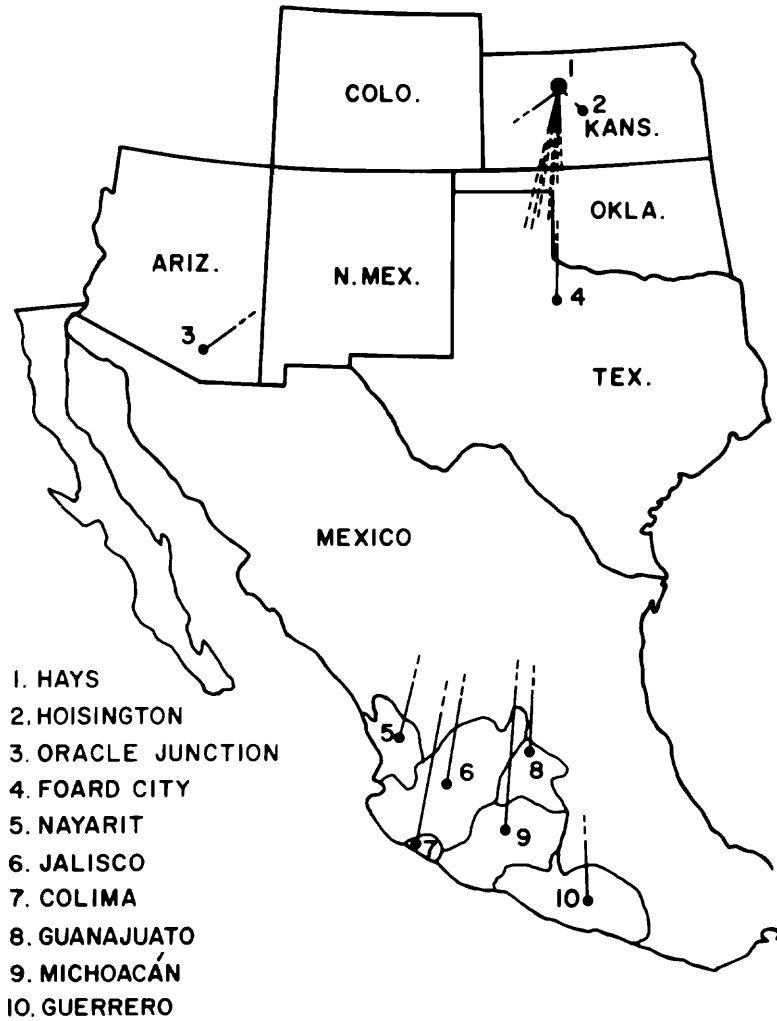 COLO.
1
2
KANS.
OKLA.
ARIZ.
N.MEX.
3
4
TEX.
MEXICO
5
6
7
8
9
10
1. HAYS
2. HOISINGTON
3. ORACLE JUNCTION
4. FOARD CITY
5. NAYARIT
6. JALISCO
7. COLIMA
8. GUANAJUATO
9. MICHOACÁN
10. GUERRERO